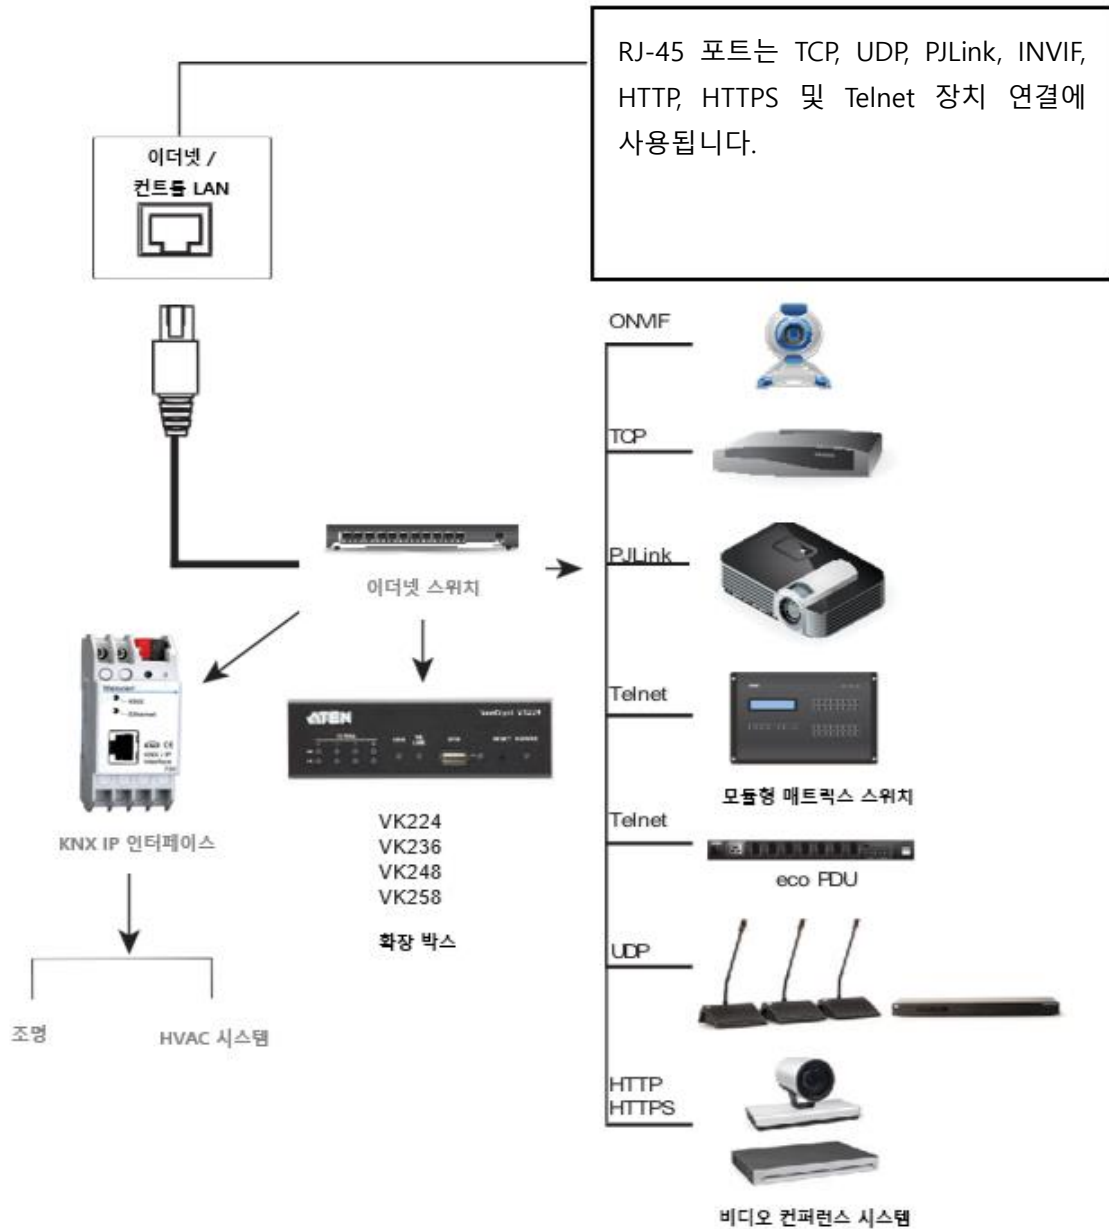 RJ-45 포트는 TCP, UDP, PJLink, INVIF,
HTTP, HTTPS 및 Telnet 장치 연결에
사용됩니다.
이더넷 /
컨트롤 LAN
ONVIF
TCP
PJLink
이더넷 스위치
Telnet
ATEN
모듈형 매트릭스 스위치
KNX IP 인터페이스
VK224
VK236
VK248
VK258
확장 박스
Telnet
eco PDU
UDP
조명
HVAC 시스템
HTTP
HTTPS
비디오 컨퍼런스 시스템